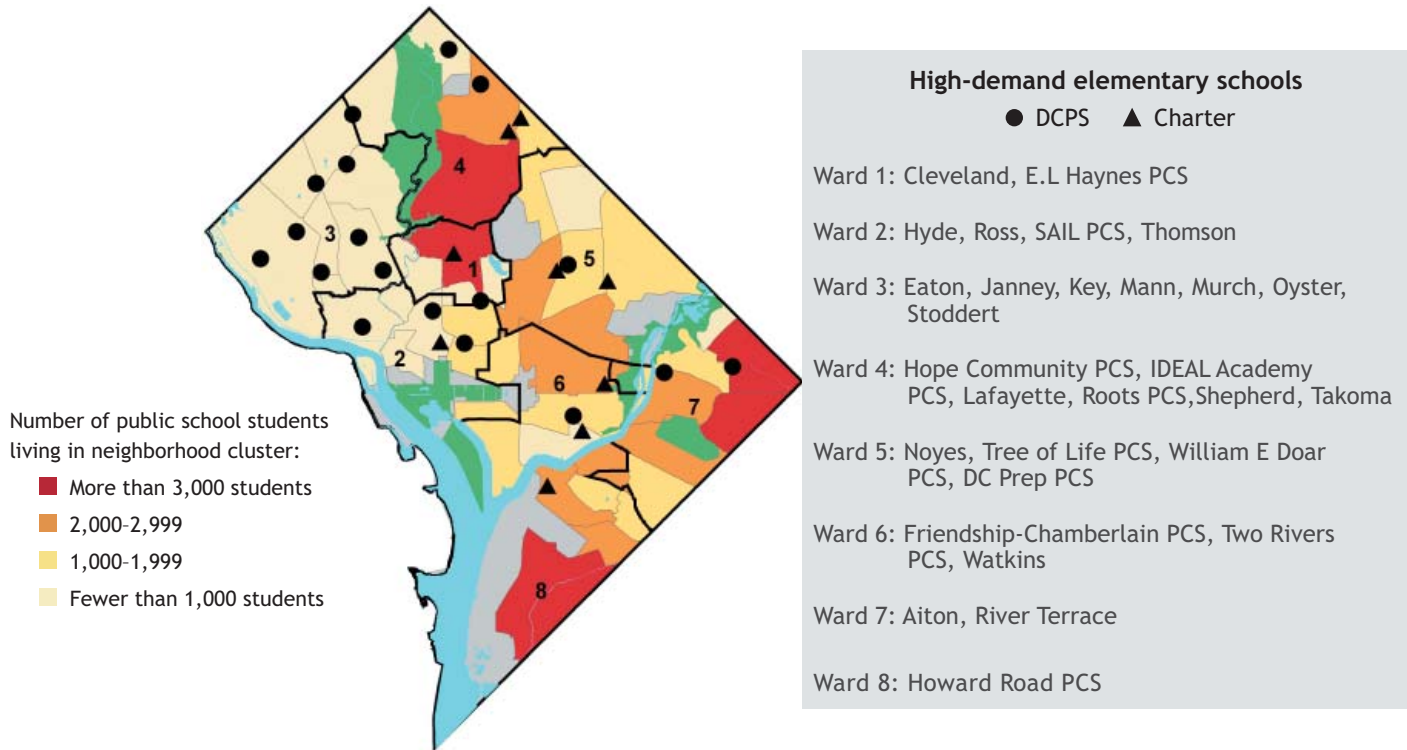 4
3
5
1
2
6
7
8
Number of public school students
living in neighborhood cluster:
More than 3,000 students
2,000–2,999
1,000–1,999
Fewer than 1,000 students
High-demand elementary schools
DCPS Charter
Ward 1: Cleveland, E.L Haynes PCS
Ward 2: Hyde, Ross, SAIL PCS, Thomson
Ward 3: Eaton, Janney, Key, Mann, Murch, Oyster,
Stoddert
Ward 4: Hope Community PCS, IDEAL Academy
PCS, Lafayette, Roots PCS,Shepherd, Takoma
Ward 5: Noyes, Tree of Life PCS, William E Doar
PCS, DC Prep PCS
Ward 6: Friendship-Chamberlain PCS, Two Rivers
PCS, Watkins
Ward 7: Aiton, River Terrace
Ward 8: Howard Road PCS